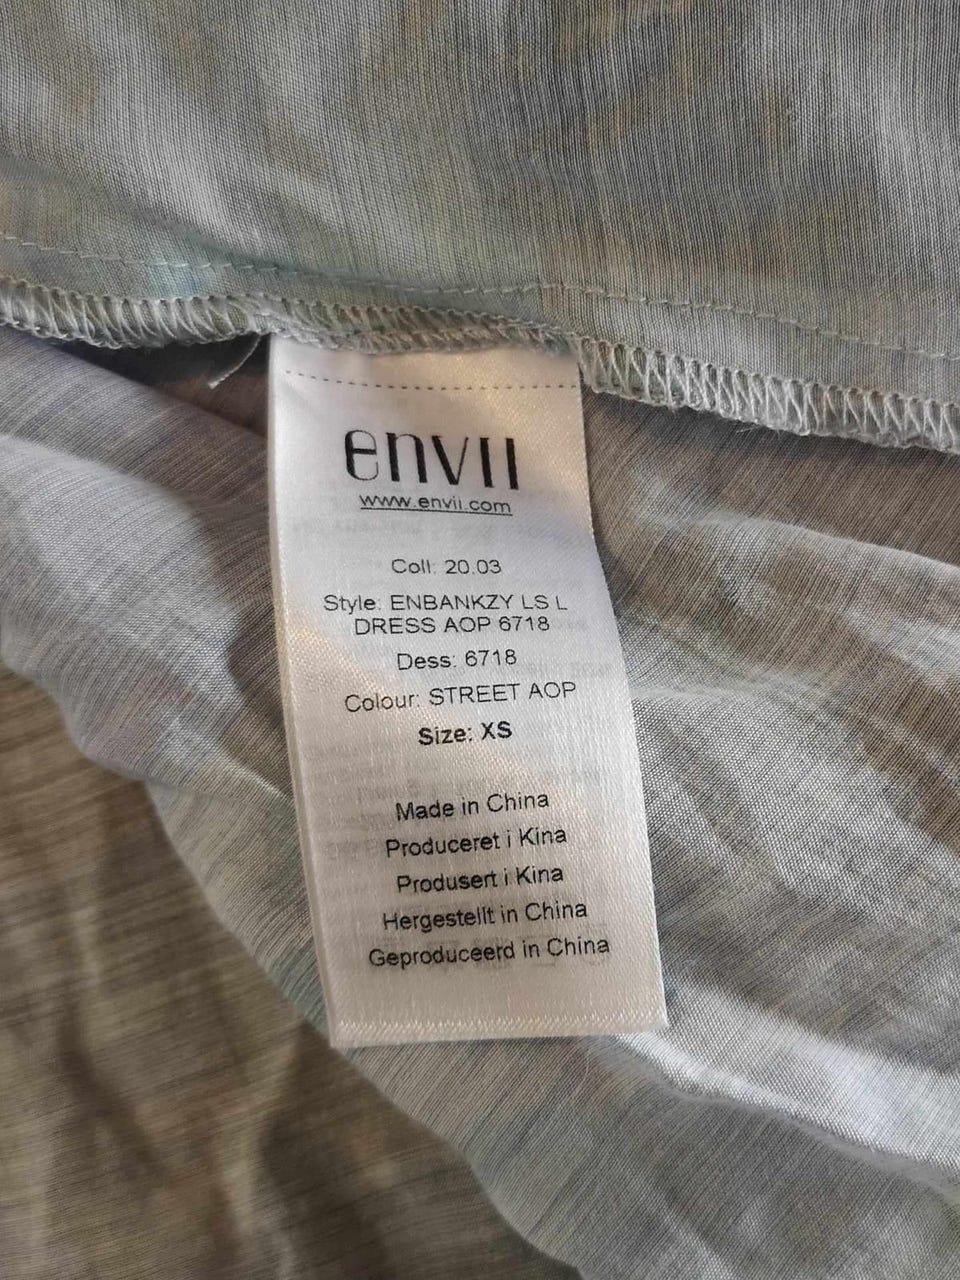 envii
www.envii.com
Coll: 20.03
Style: ENBANKZY LS L
DRESS AOP 6718
Dess: 6718
Colour: STREET AOP
Size: XS
Made in China
Produceret i Kina
Produsert i Kina
Hergestellt in China
Geproduceerd in China